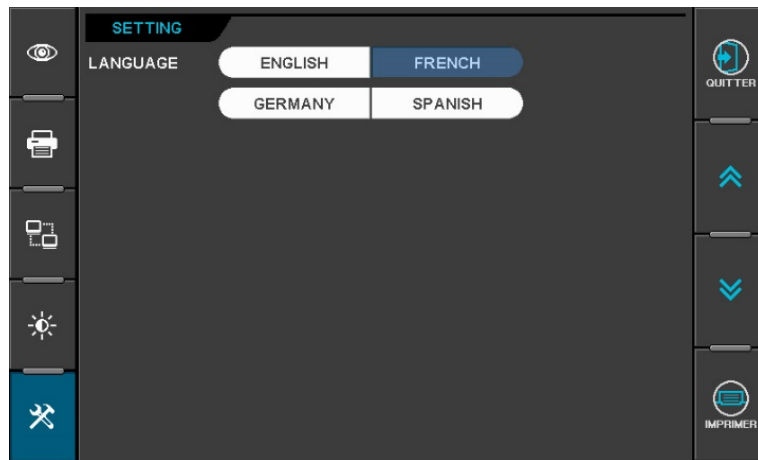 SETTING
LANGUAGE ENGLISH FRENCH
GERMANY SPANISH
QUITTER
IMPRIMER